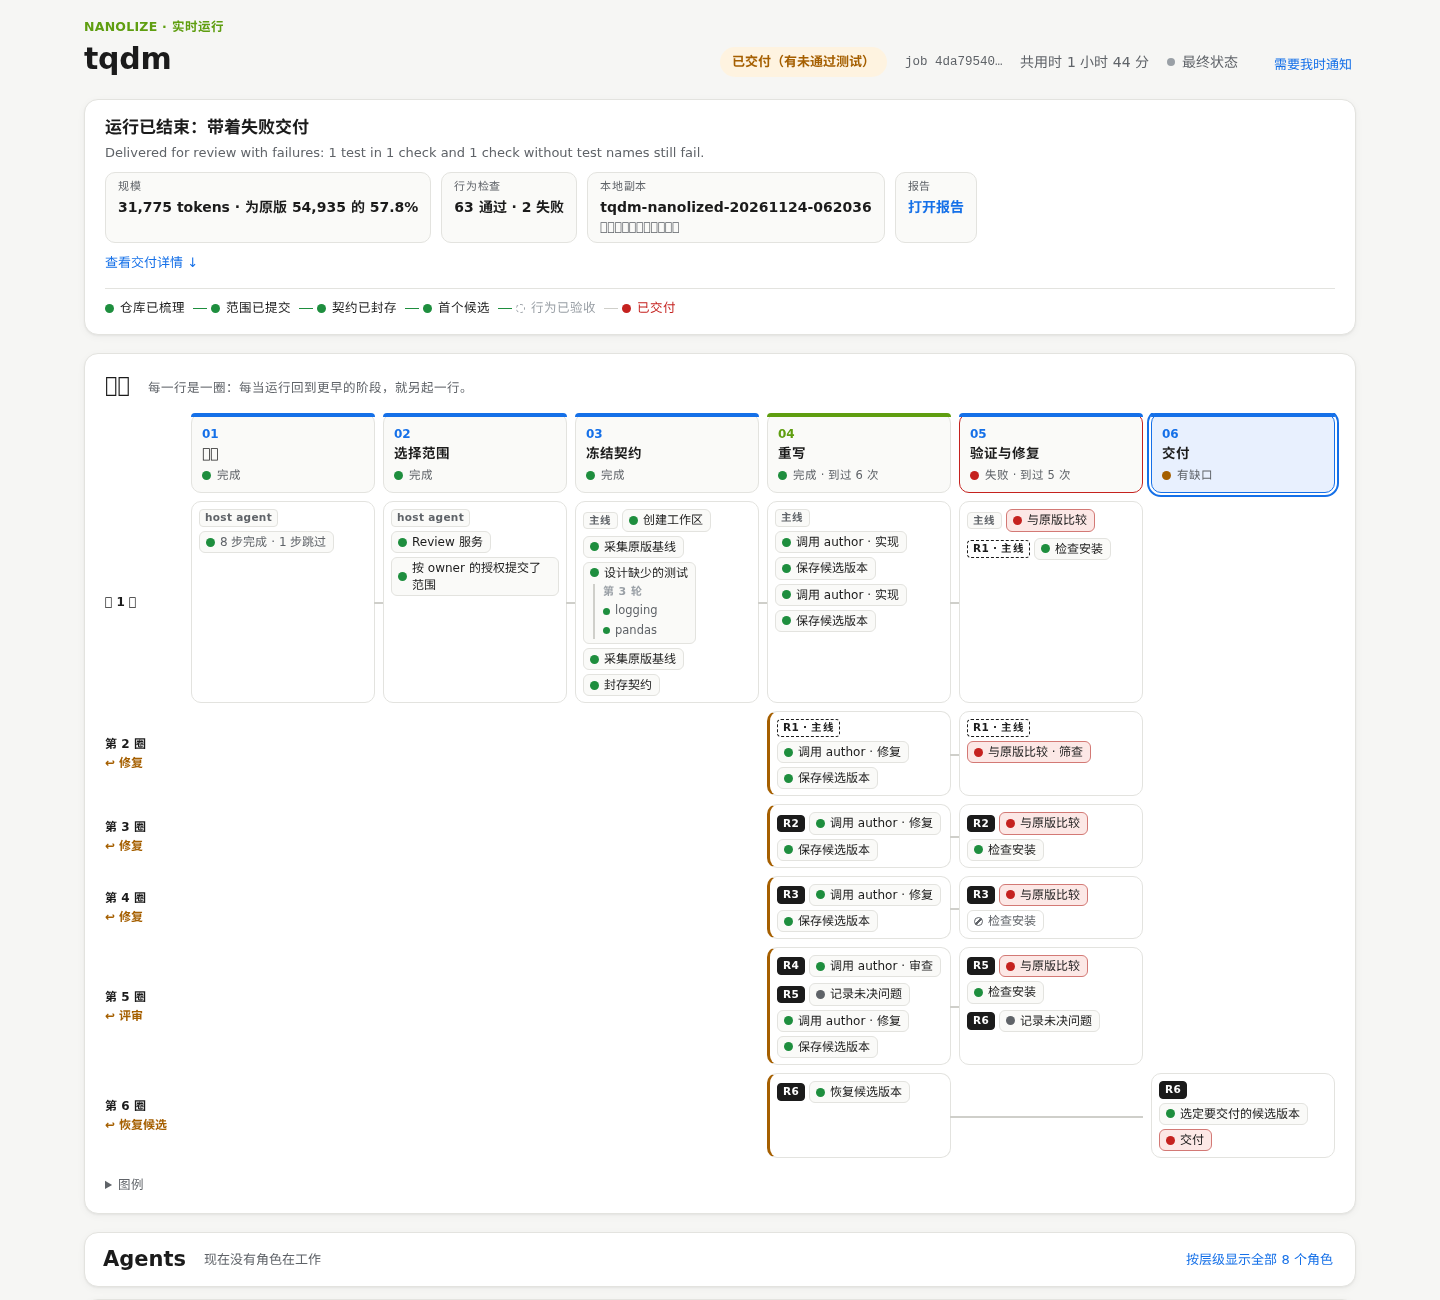 NANOLIZE · 实时运行
tqdm
已交付（有未通过测试）
job 4da79540…
共用时 1 小时 44 分
最终状态
需要我时通知
运行已结束：带着失败交付
Delivered for review with failures: 1 test in 1 check and 1 check without test names still fail.
规模
31,775 tokens · 为原版 54,935 的 57.8%
行为检查
63 通过 · 2 失败
本地副本
tqdm-nanolized-20261124-062036
报告
打开报告
查看交付详情 ↓
仓库已梳理
范围已提交
契约已封存
首个候选
行为已验收
已交付
每一行是一圈：每当运行回到更早的阶段，就另起一行。
01
完成
02
选择范围
完成
03
冻结契约
完成
04
重写
完成 · 到过 6 次
05
验证与修复
失败 · 到过 5 次
06
交付
有缺口
1
host agent
8 步完成 · 1 步跳过
host agent
Review 服务
按 owner 的授权提交了
范围
主线 创建工作区
采集原版基线
设计缺少的测试
第 3 轮
logging
pandas
采集原版基线
封存契约
主线
调用 author · 实现
保存候选版本
调用 author · 实现
保存候选版本
主线 与原版比较
R1 · 主线 检查安装
第 2 圈
↩ 修复
R1 · 主线
调用 author · 修复
保存候选版本
R1 · 主线
与原版比较 · 筛查
第 3 圈
↩ 修复
R2 调用 author · 修复
保存候选版本
R2 与原版比较
检查安装
第 4 圈
↩ 修复
R3 调用 author · 修复
保存候选版本
R3 与原版比较
检查安装
第 5 圈
↩ 评审
R4 调用 author · 审查
R5 记录未决问题
调用 author · 修复
保存候选版本
R5 与原版比较
检查安装
R6 记录未决问题
第 6 圈
↩ 恢复候选
R6 恢复候选版本
R6
选定要交付的候选版本
交付
▶ 图例
Agents
现在没有角色在工作
按层级显示全部 8 个角色